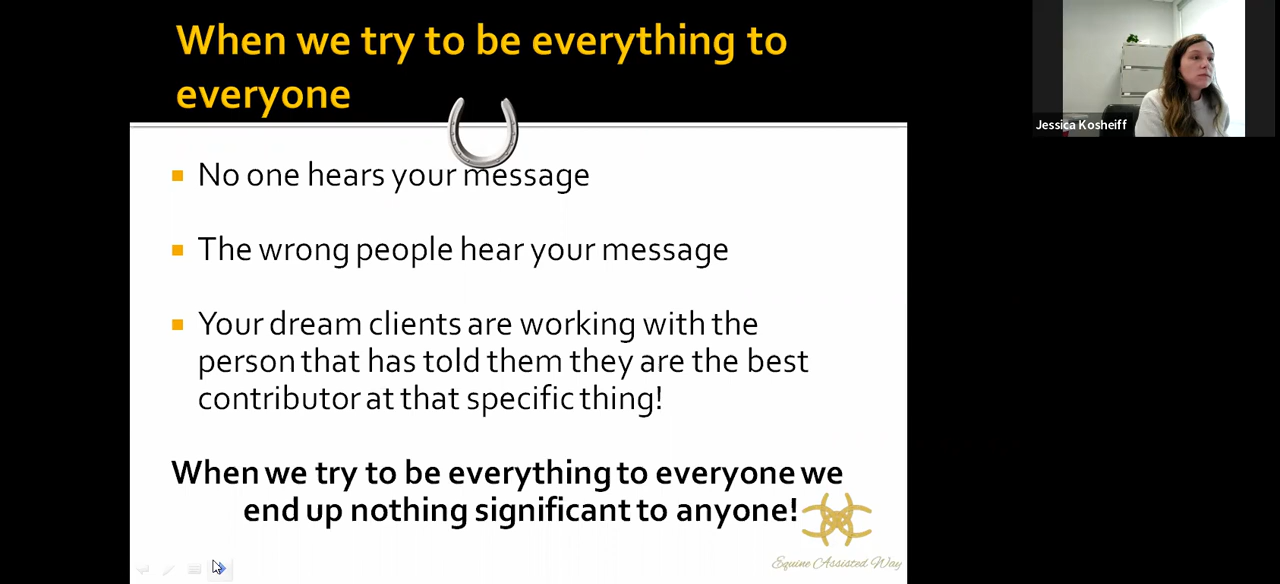 When we try to be everything to
everyone
Jessica Kosheiff
No one hears your message
The wrong people hear your message
Your dream clients are working with the
person that has told them they are the best
contributor at that specific thing!
When we try to be everything to everyone we
end up nothing significant to anyone!
Equine Assisted Way